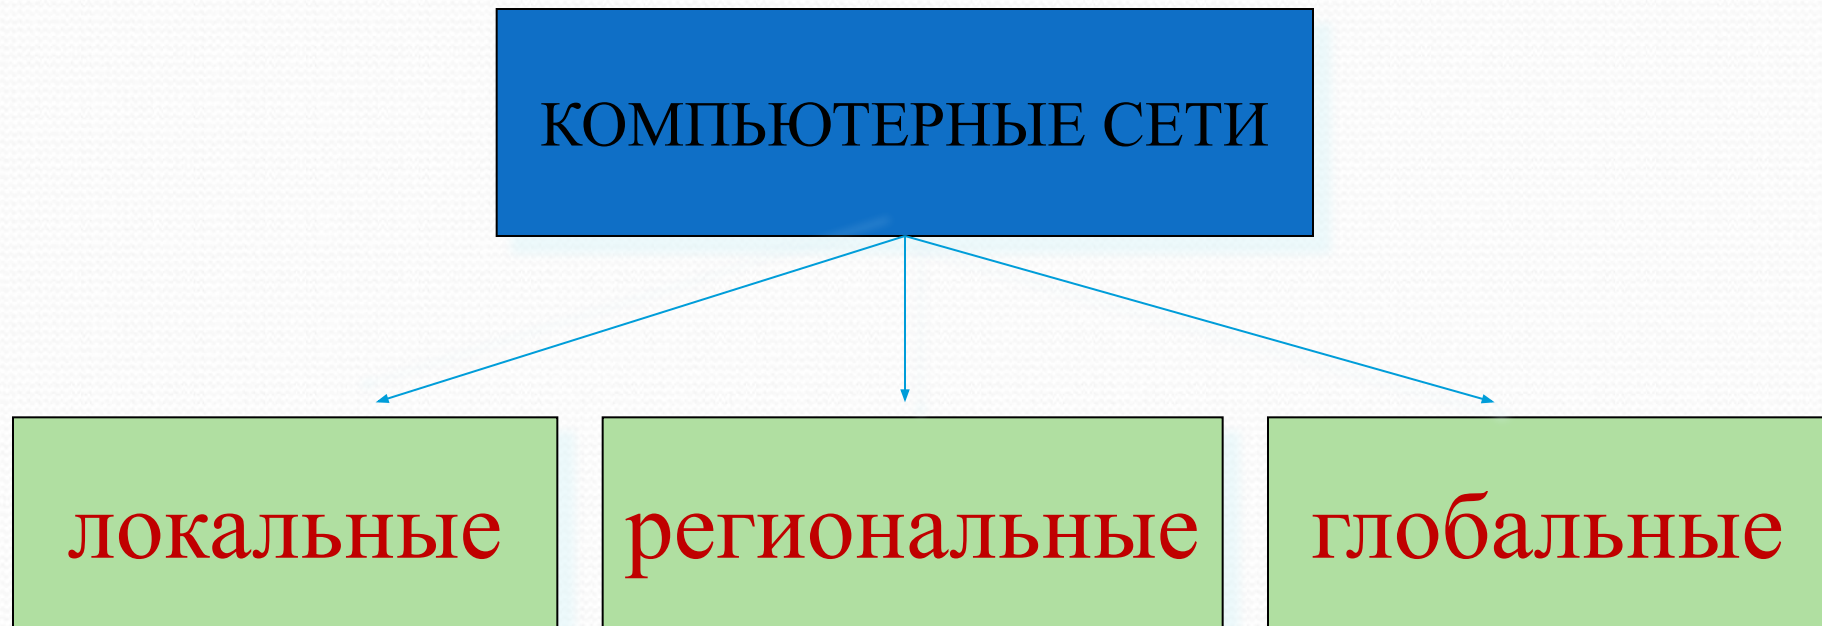 КОМПЬЮТЕРНЫЕ СЕТИ
локальные
региональные
глобальные